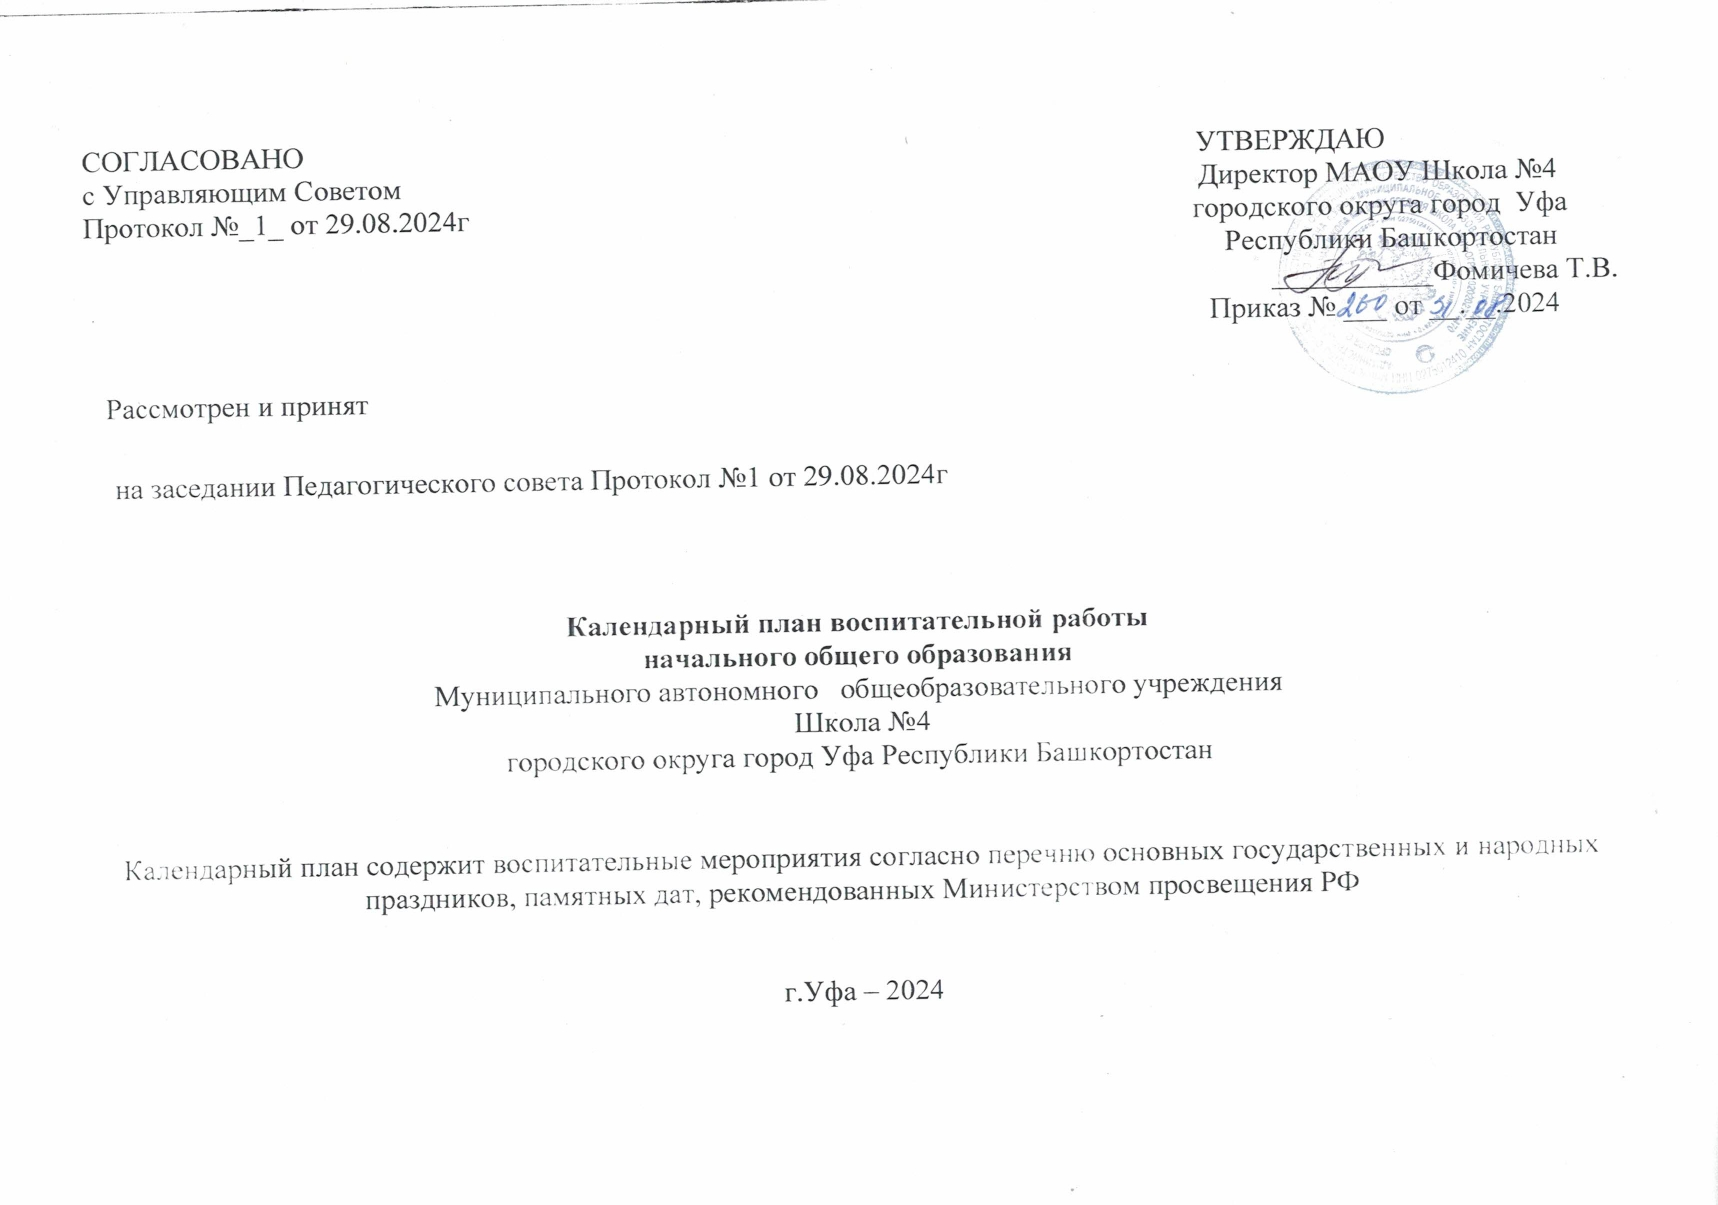 СОГЛАСОВАНО
с Управляющим Советом
Протокол №_1_ от 29.08.2024г
УТВЕРЖДАЮ
Директор МАОУ Школа №4
городского округа город Уфа
Республики Башкортостан
___________Фомичева Т.В.
Приказ № 260 от 31.08.2024
Рассмотрен и принят
на заседании Педагогического совета Протокол №1 от 29.08.2024г
Календарный план воспитательной работы
начального общего образования
Муниципального автономного общеобразовательного учреждения
Школа №4
городского округа город Уфа Республики Башкортостан
Календарный план содержит воспитательные мероприятия согласно перечню основных государственных и народных
праздников, памятных дат, рекомендованных Министерством просвещения РФ
г.Уфа – 2024